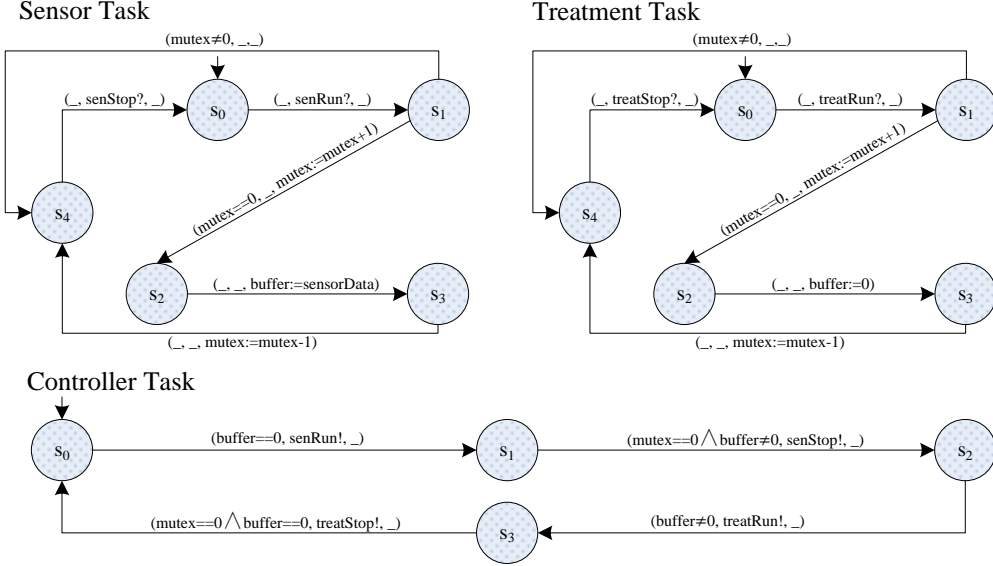 Sensor Task
(mutex≠0, _,_)
(_, senStop?, _)
s0
(_, senRun?, _)
s1
(mutex==0, _, mutex:=mutex+1)
s4
s2
(_, _, buffer:=sensorData)
s3
(_, _, mutex:=mutex-1)
Treatment Task
(mutex≠0, _,_)
(_, treatStop?, _)
s0
(_, treatRun?, _)
s1
(mutex==0, _, mutex:=mutex+1)
s4
s2
(_, _, buffer:=0)
s3
(_, _, mutex:=mutex-1)
Controller Task
s0
(buffer==0, senRun!, _)
s1
(mutex==0 ∧ buffer≠0, senStop!, _)
s2
(mutex==0 ∧ buffer==0, treatStop!, _)
s3
(buffer≠0, treatRun!, _)